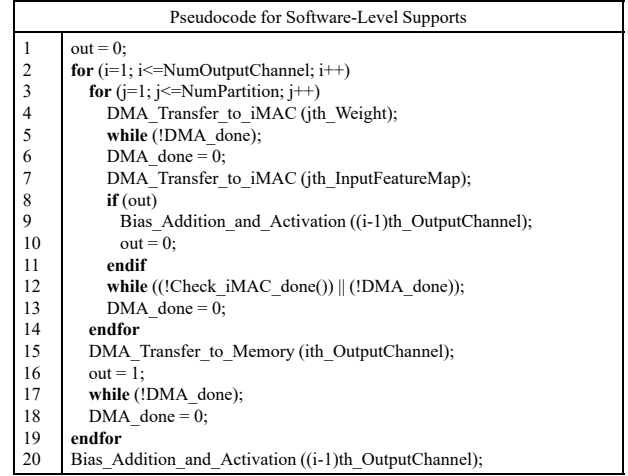 Pseudocode for Software-Level Supports
1 out = 0;
2 for (i=1; i<=NumOutputChannel; i++)
3 for (j=1; j<=NumPartition; j++)
4 DMA_Transfer_to_iMAC (jth_Weight);
5 while (!DMA_done);
6 DMA_done = 0;
7 DMA_Transfer_to_iMAC (jth_InputFeatureMap);
8 if (out)
9 Bias_Addition_and_Activation ((i-1)th_OutputChannel);
10 out = 0;
11 endif
12 while ((!Check_iMAC_done()) || (!DMA_done));
13 DMA_done = 0;
14 endfor
15 DMA_Transfer_to_Memory (ith_OutputChannel);
16 out = 1;
17 while (!DMA_done);
18 DMA_done = 0;
19 endfor
20 Bias_Addition_and_Activation ((i-1)th_OutputChannel);